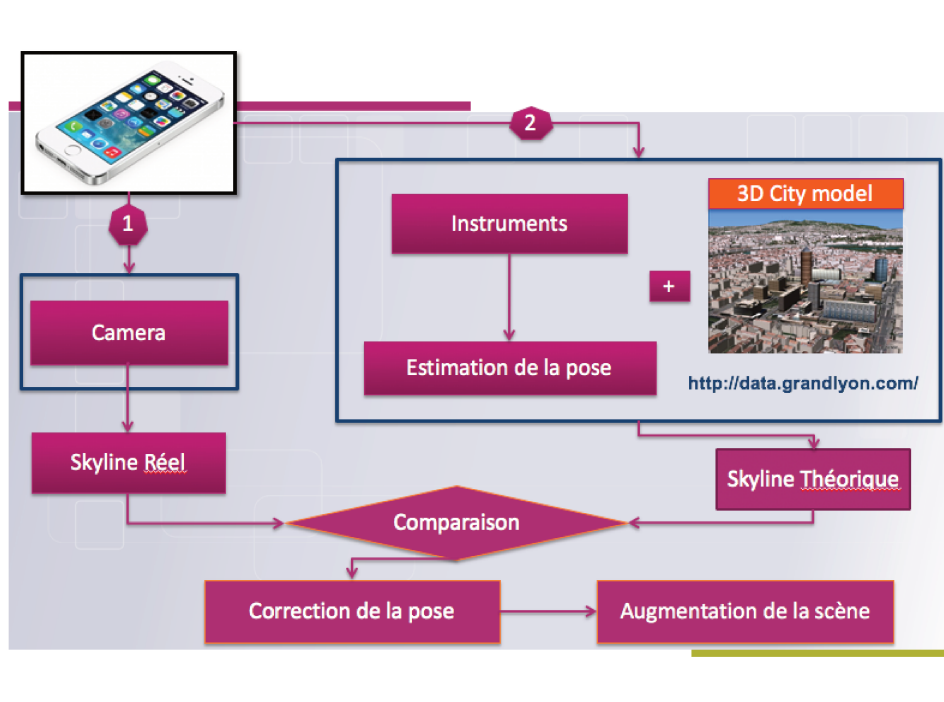 2
1
Instruments
3D City model
+
Camera
Estimation de la pose
http://data.grandlyon.com/
Skyline Réel
Skyline Théorique
Comparaison
Correction de la pose
Augmentation de la scène